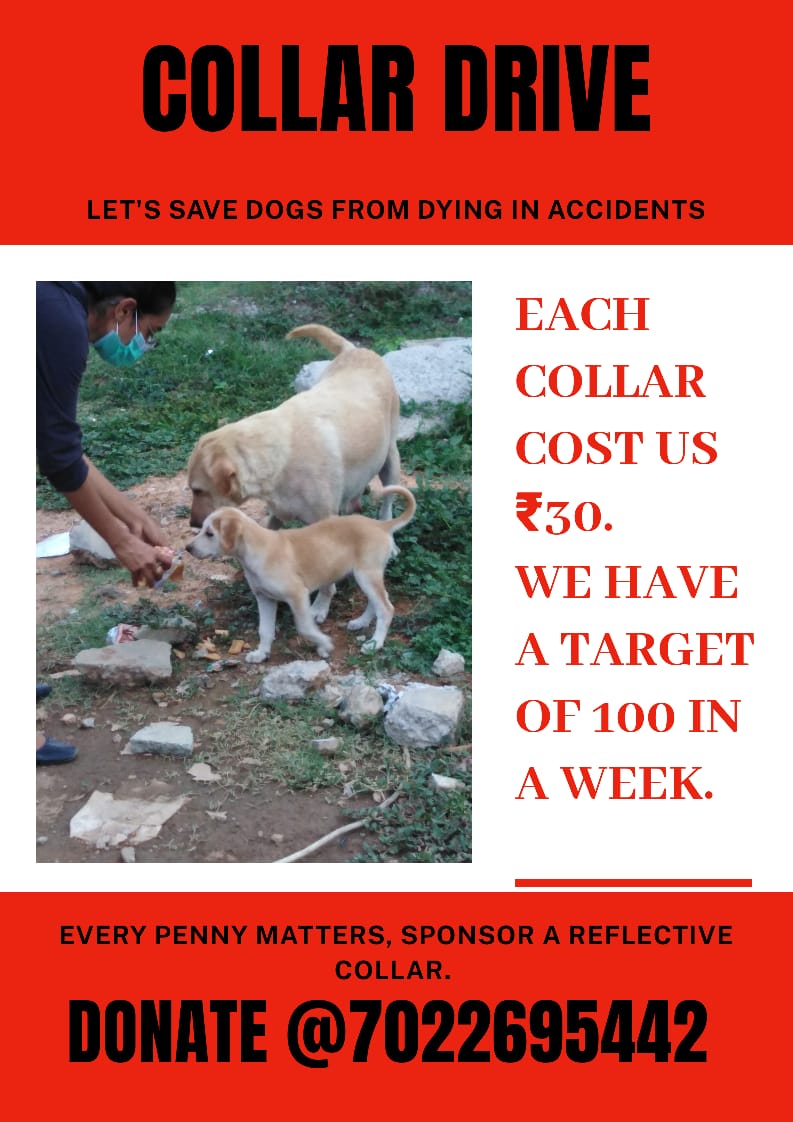 COLLAR DRIVE
LET'S SAVE DOGS FROM DYING IN ACCIDENTS
EACH
COLLAR
COST US
₹30.
WE HAVE
A TARGET
OF 100 IN
A WEEK.
EVERY PENNY MATTERS, SPONSOR A REFLECTIVE
COLLAR.
DONATE @7022695442